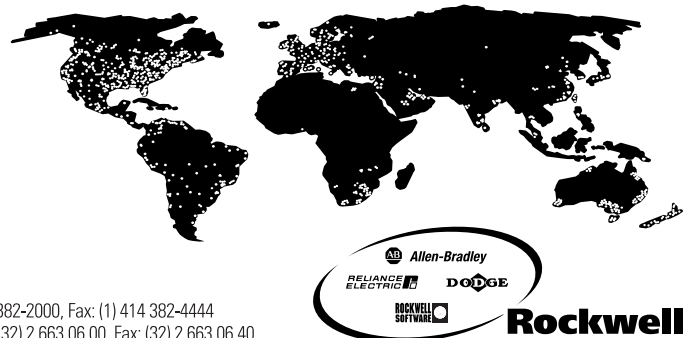 AB Allen-Bradley
RELIANCE ELECTRIC
DODGE
ROCKWELL SOFTWARE
382-2000, Fax: (1) 414 382-4444
(32) 2 663 06 00, Fax: (32) 2 663 06 40
Rockwell